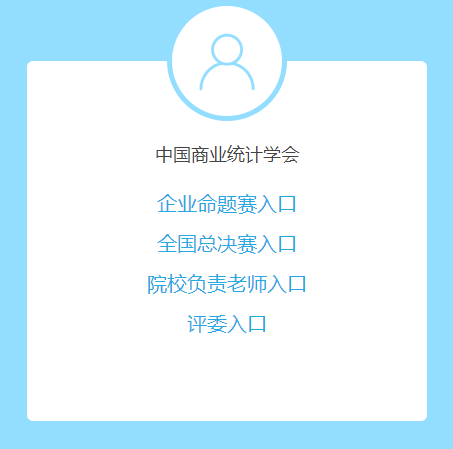 中国商业统计学会
企业命题赛入口
全国总决赛入口
院校负责老师入口
评委入口